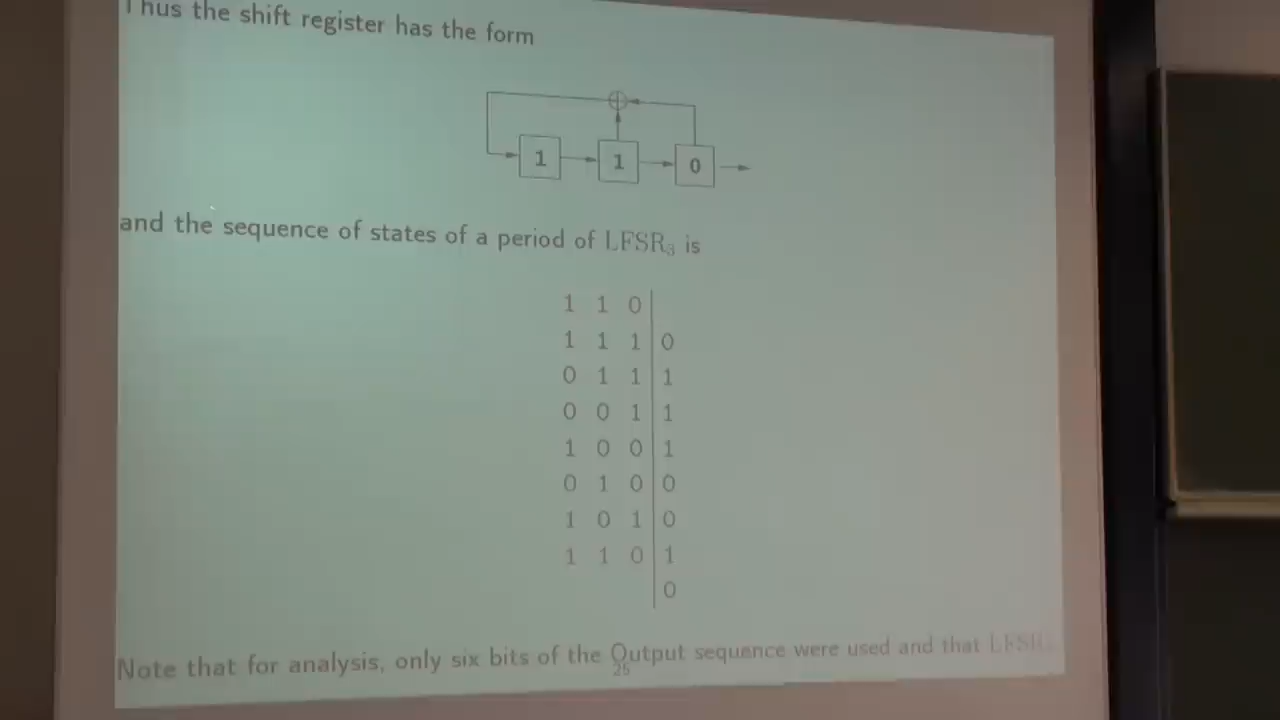 Thus the shift register has the form
⊕
1 1 0
and the sequence of states of a period of LFSR₃ is
1 1 0
1 1 1 0
0 1 1 1
0 0 1 1
1 0 0 1
0 1 0 0
1 0 1 0
1 1 0 1
0
Note that for analysis, only six bits of the Output sequence were used and that
25